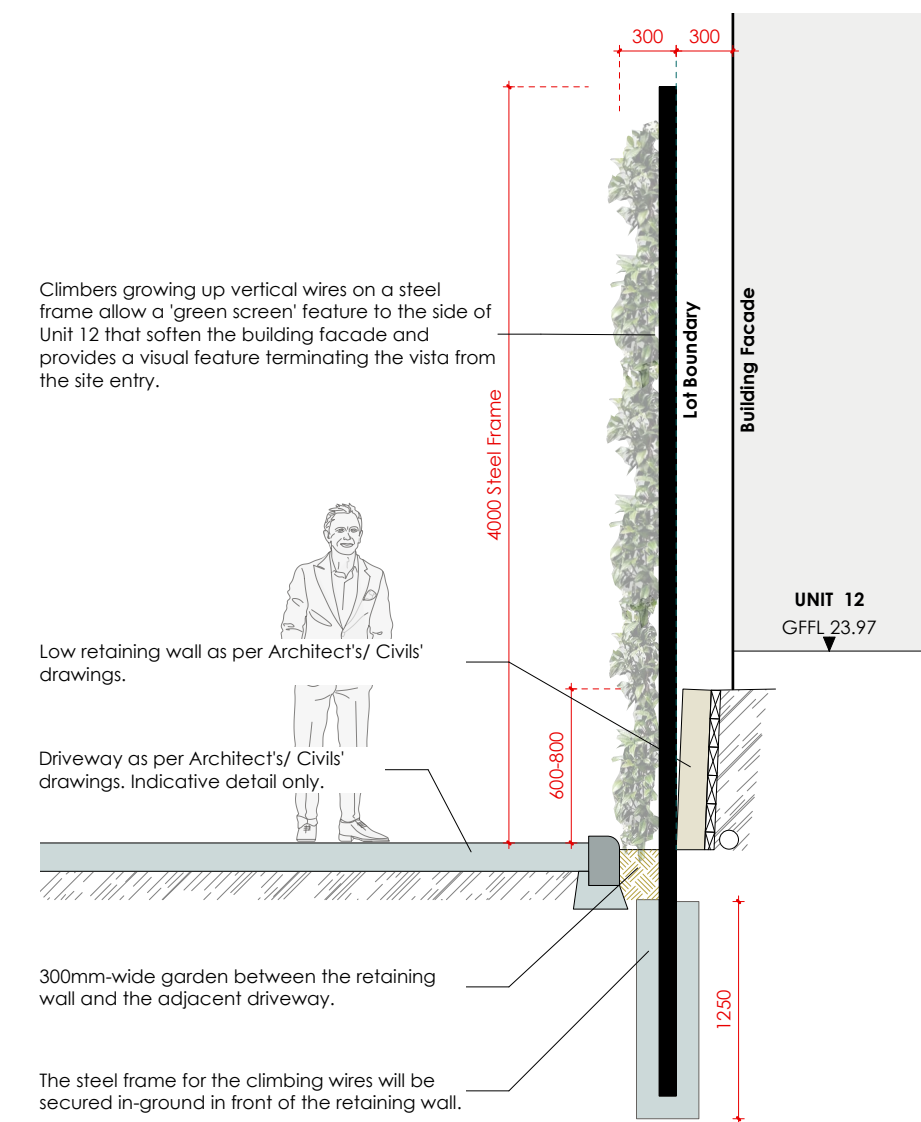 300
300
Climbers growing up vertical wires on a steel
frame allow a 'green screen' feature to the side of
Unit 12 that soften the building facade and
provides a visual feature terminating the vista from
the site entry.
Lot Boundary
Building Facade
4000 Steel Frame
UNIT 12
GFFL 23.97
Low retaining wall as per Architect's/ Civils'
drawings.
600-800
Driveway as per Architect's/ Civils'
drawings. Indicative detail only.
300mm-wide garden between the retaining
wall and the adjacent driveway.
1250
The steel frame for the climbing wires will be
secured in-ground in front of the retaining wall.